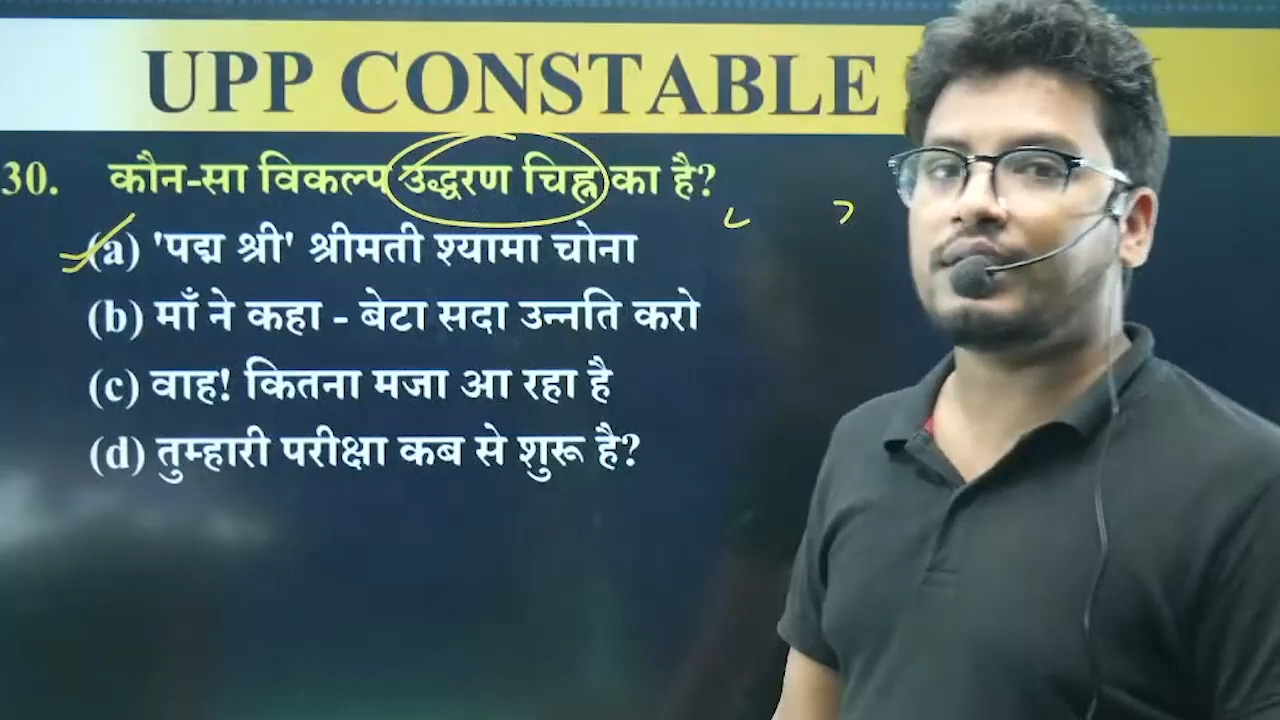 UPP CONSTABLE
30. कौन-सा विकल्प उद्धरण चिह्न का है?
(a) 'पद्म श्री' श्रीमती श्यामा चोना
(b) माँ ने कहा - बेटा सदा उन्नति करो
(c) वाह! कितना मजा आ रहा है
(d) तुम्हारी परीक्षा कब से शुरू है?